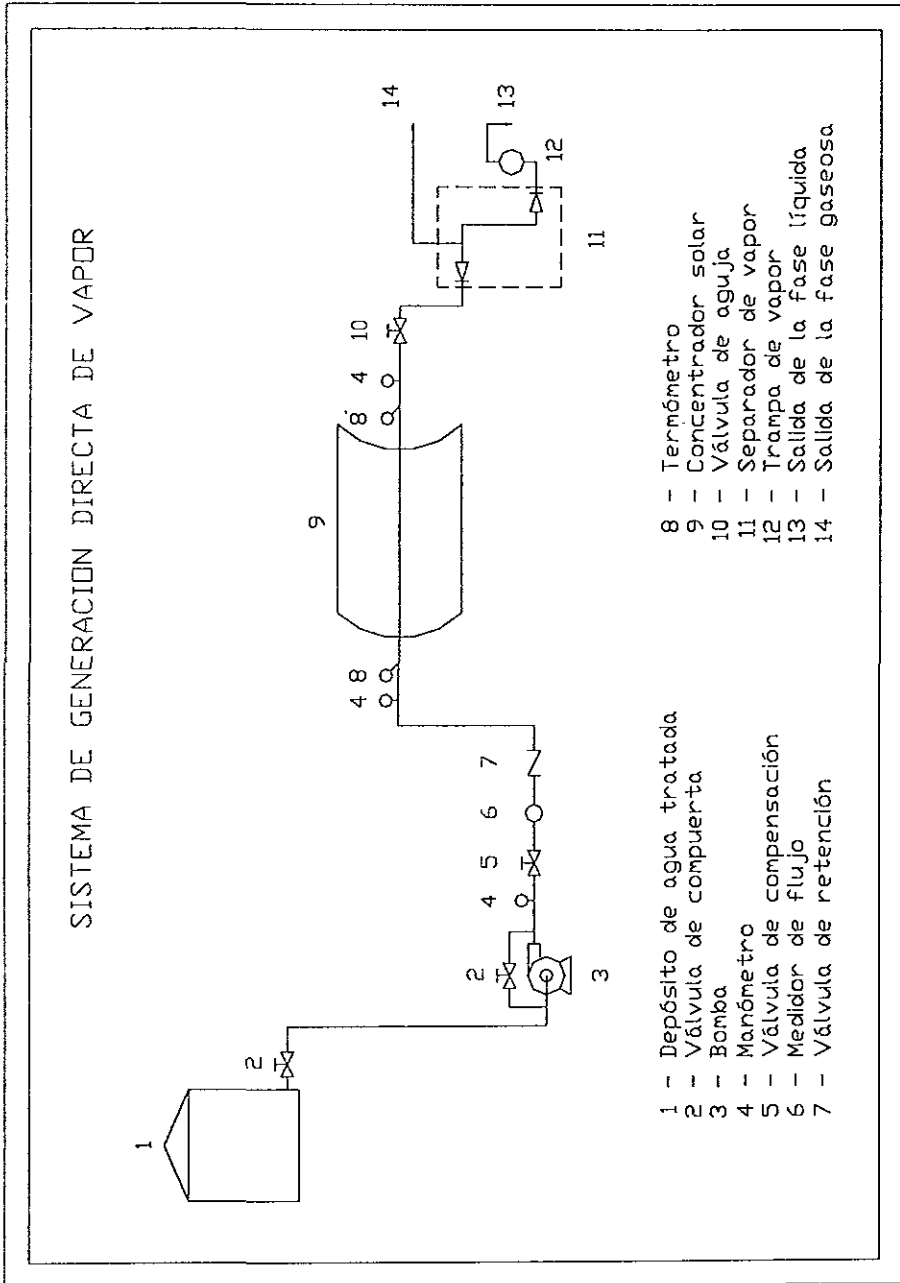 SISTEMA DE GENERACION DIRECTA DE VAPOR
1
2
2
3
4
5
6
7
4
8
9
8
4
10
11
12
13
14
1 - Depósito de agua tratada
2 - Válvula de compuerta
3 - Bomba
4 - Manómetro
5 - Válvula de compensación
6 - Medidor de flujo
7 - Válvula de retención
8 - Termómetro
9 - Concentrador solar
10 - Válvula de aguja
11 - Separador de vapor
12 - Trampa de vapor
13 - Salida de la fase líquida
14 - Salida de la fase gaseosa